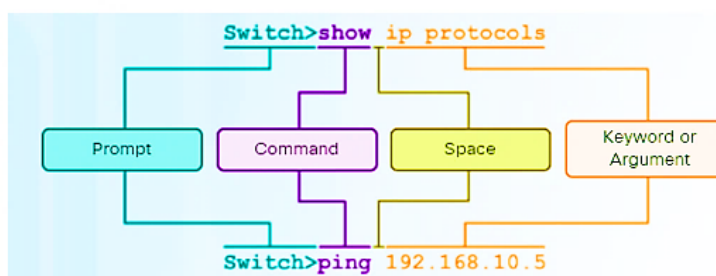 Switch>show ip protocols
Prompt
Command
Space
Keyword or
Argument
Switch>ping 192.168.10.5